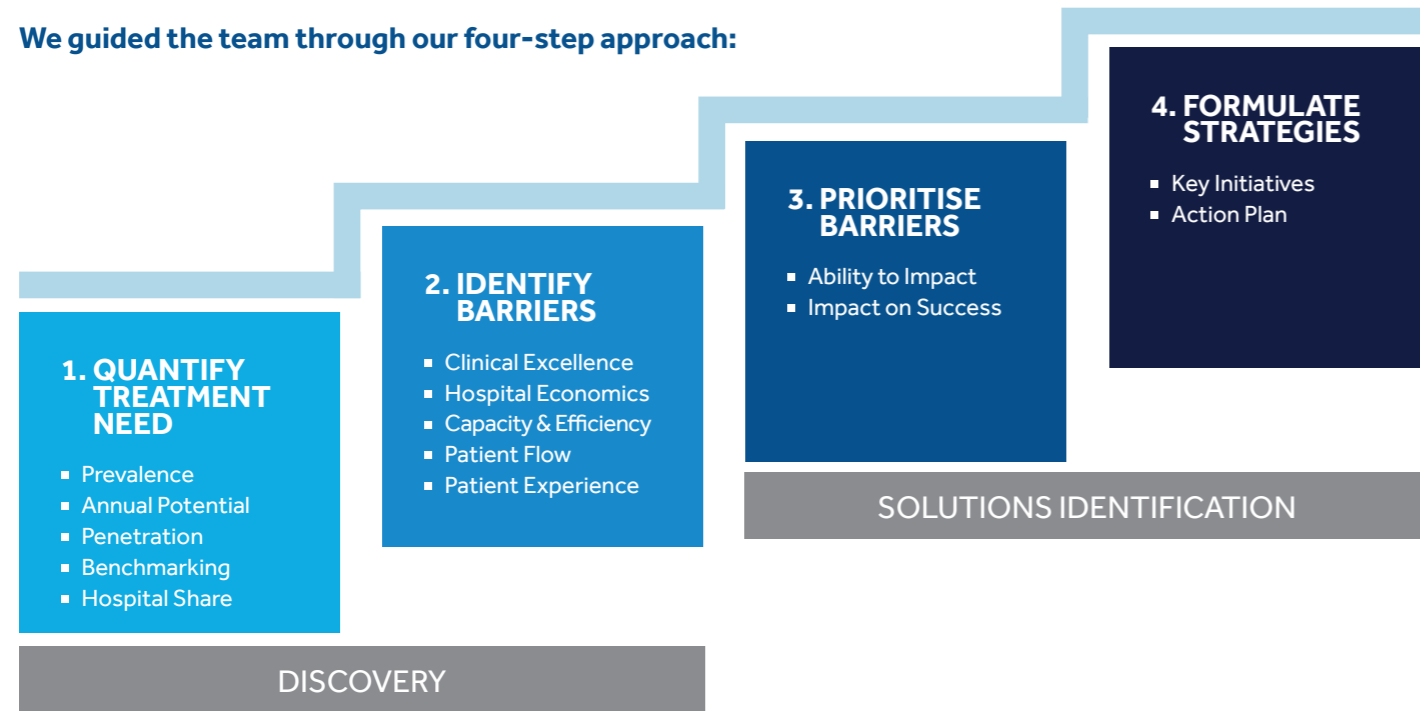 We guided the team through our four-step approach:
1. QUANTIFY
TREATMENT
NEED
▪ Prevalence
▪ Annual Potential
▪ Penetration
▪ Benchmarking
▪ Hospital Share
2. IDENTIFY
BARRIERS
▪ Clinical Excellence
▪ Hospital Economics
▪ Capacity & Efficiency
▪ Patient Flow
▪ Patient Experience
DISCOVERY
3. PRIORITISE
BARRIERS
▪ Ability to Impact
▪ Impact on Success
4. FORMULATE
STRATEGIES
▪ Key Initiatives
▪ Action Plan
SOLUTIONS IDENTIFICATION